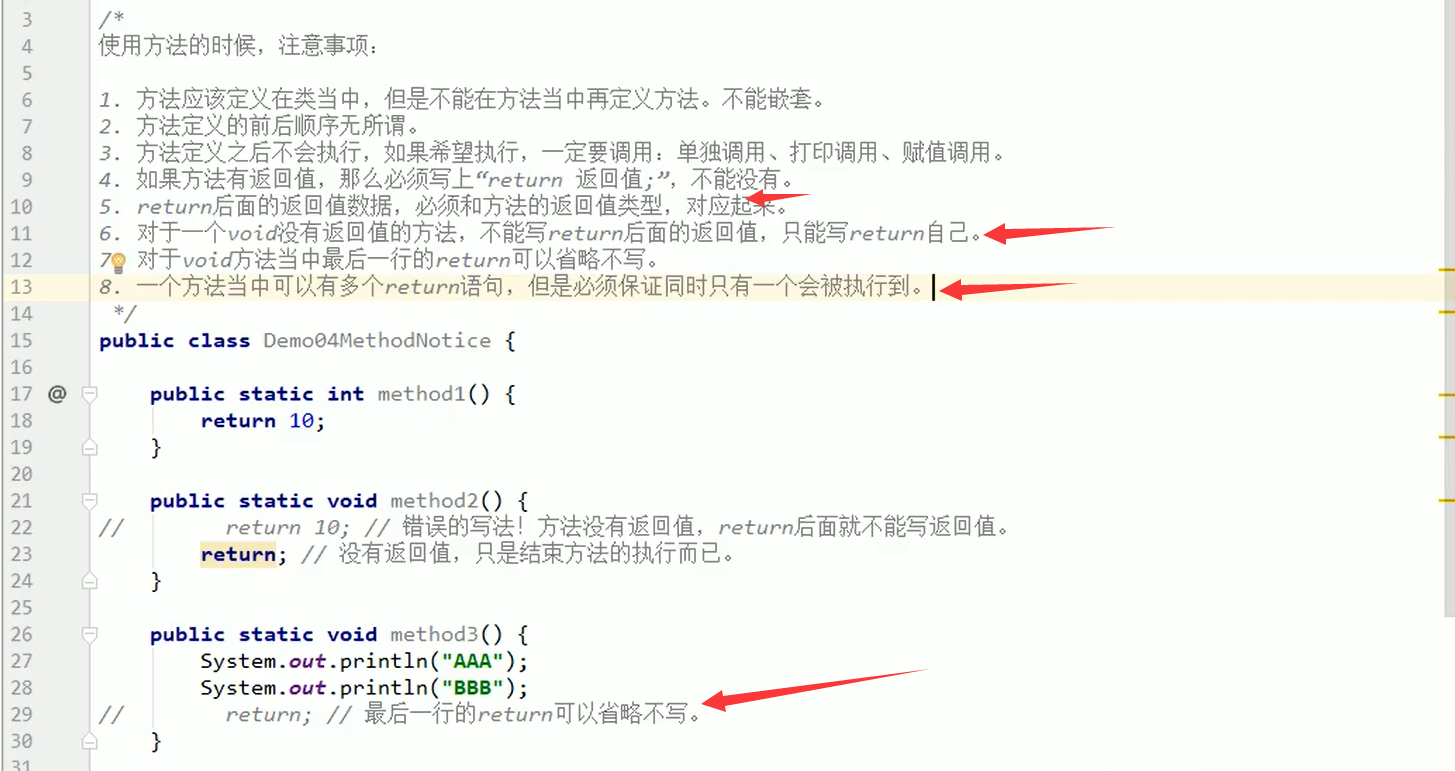 3 /*
4 使用方法的时候，注意事项：
5
6 1. 方法应该定义在类当中，但是不能在方法当中再定义方法。不能嵌套。
7 2. 方法定义的前后顺序无所谓。
8 3. 方法定义之后不会执行，如果希望执行，一定要调用：单独调用、打印调用、赋值调用。
9 4. 如果方法有返回值，那么必须写上“return 返回值;”，不能没有。
10 5. return后面的返回值数据，必须和方法的返回值类型，对应起来。
11 6. 对于一个void没有返回值的方法，不能写return后面的返回值，只能写return自己。
12 7 对于void方法当中最后一行的return可以省略不写。
13 8. 一个方法当中可以有多个return语句，但是必须保证同时只有一个会被执行到。
14 */
15 public class Demo04MethodNotice {
16
17 @ public static int method1() {
18 return 10;
19 }
20
21 public static void method2() {
22 // return 10; // 错误的写法！方法没有返回值，return后面就不能写返回值。
23 return; // 没有返回值，只是结束方法的执行而已。
24 }
25
26 public static void method3() {
27 System.out.println("AAA");
28 System.out.println("BBB");
29 // return; // 最后一行的return可以省略不写。
30 }
31